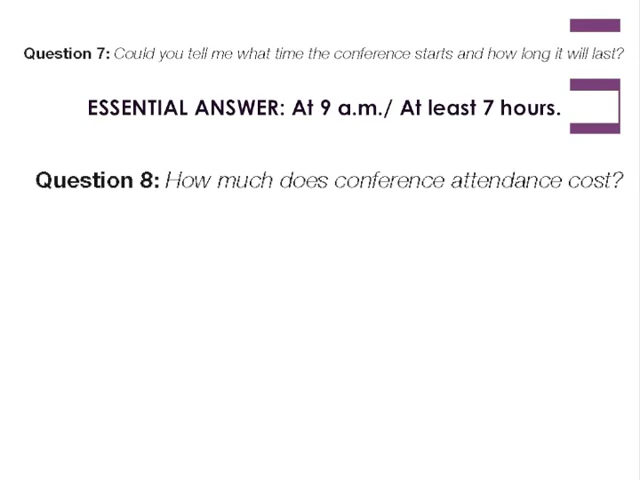 Question 7: Could you tell me what time the conference starts and how long it will last?
ESSENTIAL ANSWER: At 9 a.m./ At least 7 hours.
Question 8: How much does conference attendance cost?